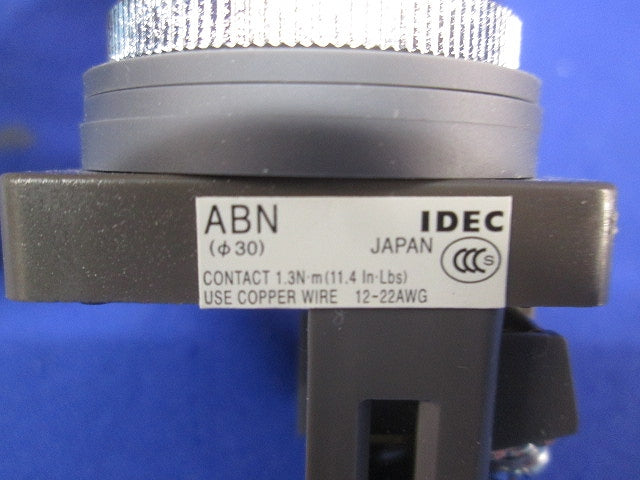 ABN IDEC
(φ30) JAPAN CCC S
CONTACT 1.3N·m(11.4 In·Lbs)
USE COPPER WIRE 12-22AWG